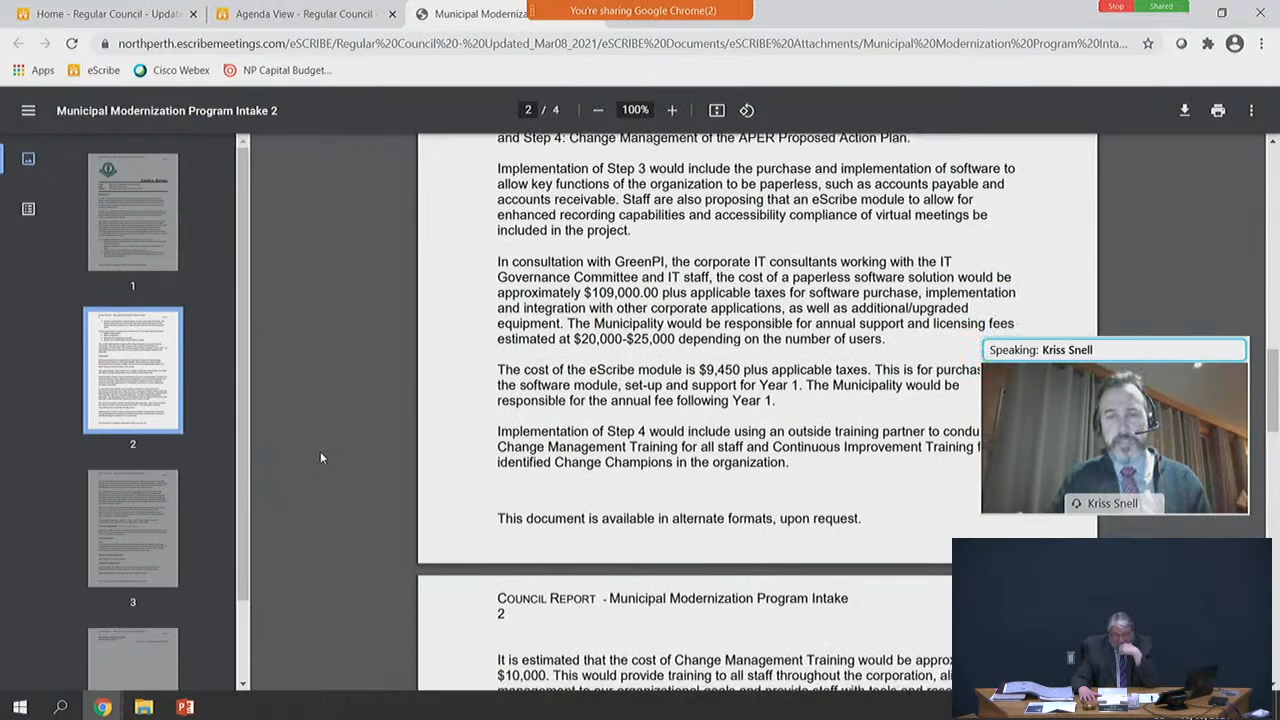 Home - Regular Council - Updat
Agenda View - Regular Council -
Municipal Moderniz
You're sharing Google Chrome(2)
Stop
Shared
northperth.escribemeetings.com/eSCRIBE/Regular%20Council%20-%20Updated_Mar08_2021/eSCRIBE%20Documents/eSCRIBE%20Attachments/Municipal%20Modernization%20Program%20Inta...
Apps
eScribe
Cisco Webex
NP Capital Budget...
Municipal Modernization Program Intake 2
2 / 4
100%
and Step 4: Change Management of the APER Proposed Action Plan.
Implementation of Step 3 would include the purchase and implementation of software to
allow key functions of the organization to be paperless, such as accounts payable and
accounts receivable. Staff are also proposing that an eScribe module to allow for
enhanced recording capabilities and accessibility compliance of virtual meetings be
included in the project.
In consultation with GreenPI, the corporate IT consultants working with the IT
Governance Committee and IT staff, the cost of a paperless software solution would be
approximately $109,000.00 plus applicable taxes for software purchase, implementation
and integration with other corporate applications, as well as additional/upgraded
equipment. The Municipality would be responsible for annual support and licensing fees
estimated at $20,000-$25,000 depending on the number of users.
The cost of the eScribe module is $9,450 plus applicable taxes. This is for purchas
the software module, set-up and support for Year 1. The Municipality would be
responsible for the annual fee following Year 1.
Implementation of Step 4 would include using an outside training partner to condu
Change Management Training for all staff and Continuous Improvement Training
identified Change Champions in the organization.
This document is available in alternate formats, upon request.
COUNCIL REPORT - Municipal Modernization Program Intake
2
It is estimated that the cost of Change Management Training would be appro
$10,000. This would provide training to all staff throughout the corporation, ali
1
2
3
Speaking: Kriss Snell
Kriss Snell